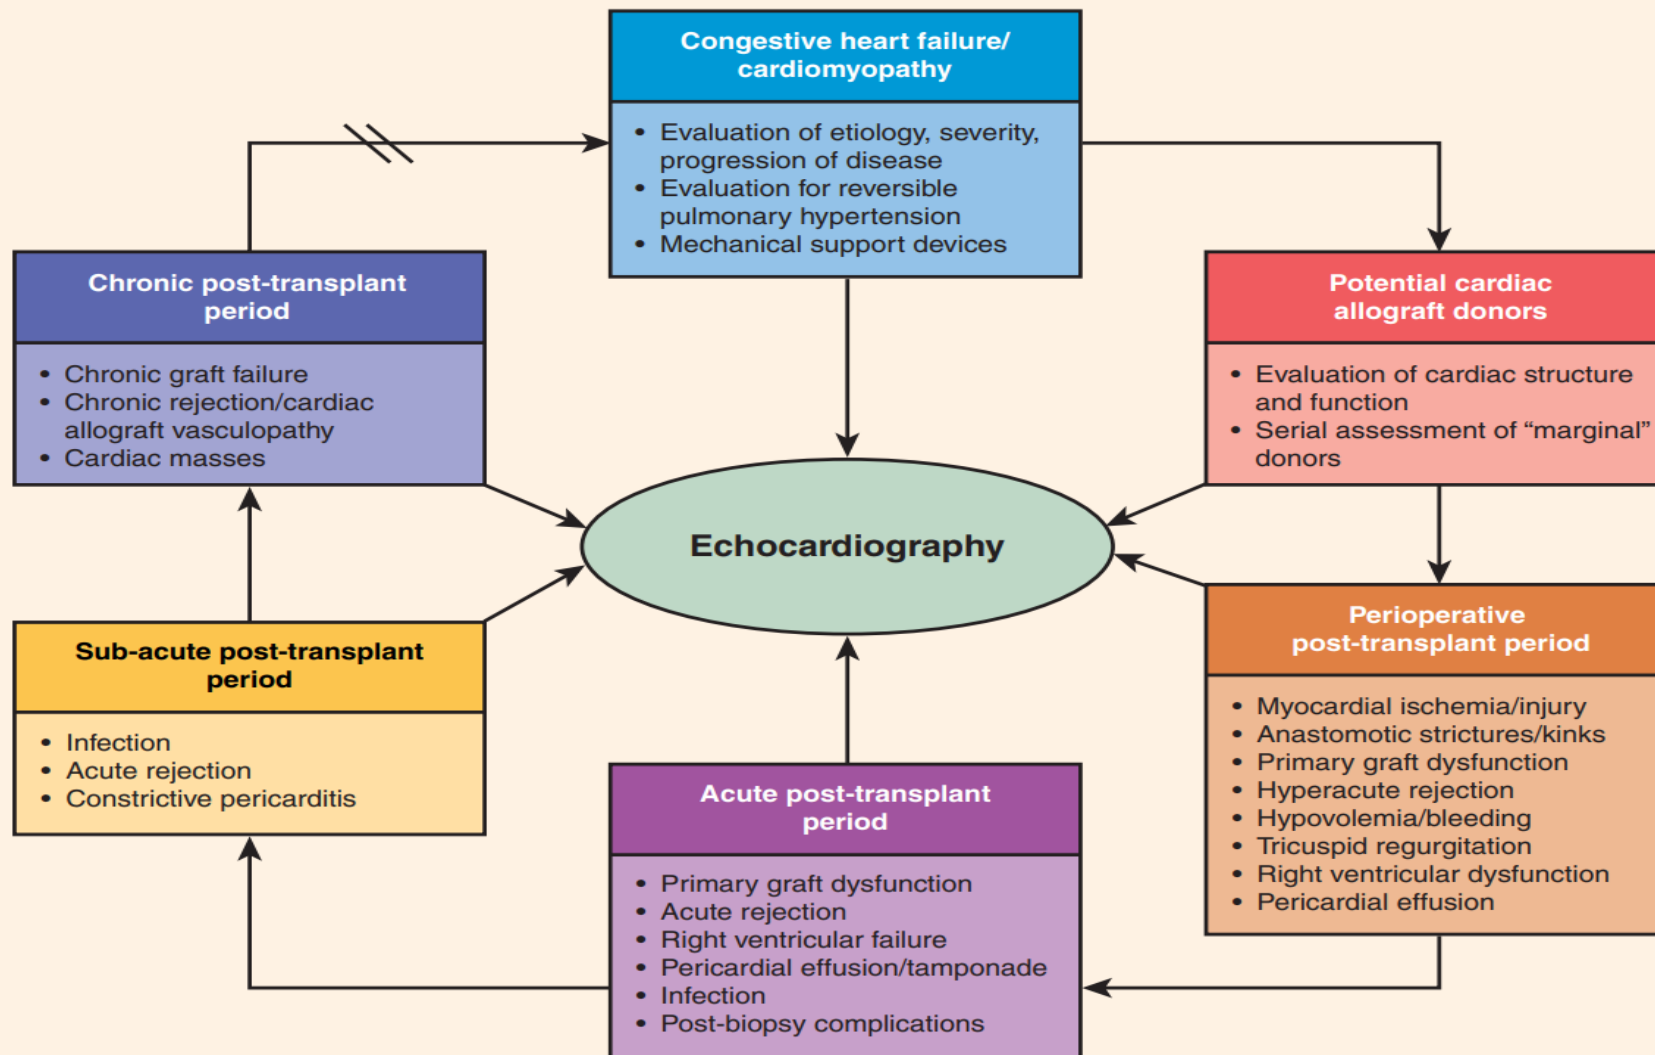 Congestive heart failure/
cardiomyopathy
• Evaluation of etiology, severity,
progression of disease
• Evaluation for reversible
pulmonary hypertension
• Mechanical support devices
Potential cardiac
allograft donors
• Evaluation of cardiac structure
and function
• Serial assessment of “marginal”
donors
Perioperative
post-transplant period
• Myocardial ischemia/injury
• Anastomotic strictures/kinks
• Primary graft dysfunction
• Hyperacute rejection
• Hypovolemia/bleeding
• Tricuspid regurgitation
• Right ventricular dysfunction
• Pericardial effusion
Acute post-transplant
period
• Primary graft dysfunction
• Acute rejection
• Right ventricular failure
• Pericardial effusion/tamponade
• Infection
• Post-biopsy complications
Sub-acute post-transplant
period
• Infection
• Acute rejection
• Constrictive pericarditis
Chronic post-transplant
period
• Chronic graft failure
• Chronic rejection/cardiac
allograft vasculopathy
• Cardiac masses
Echocardiography